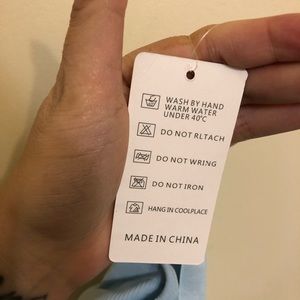 WASH BY HAND
WARM WATER
UNDER 40℃
DO NOT RLTACH
DO NOT WRING
DO NOT IRON
HANG IN COOLPLACE
MADE IN CHINA